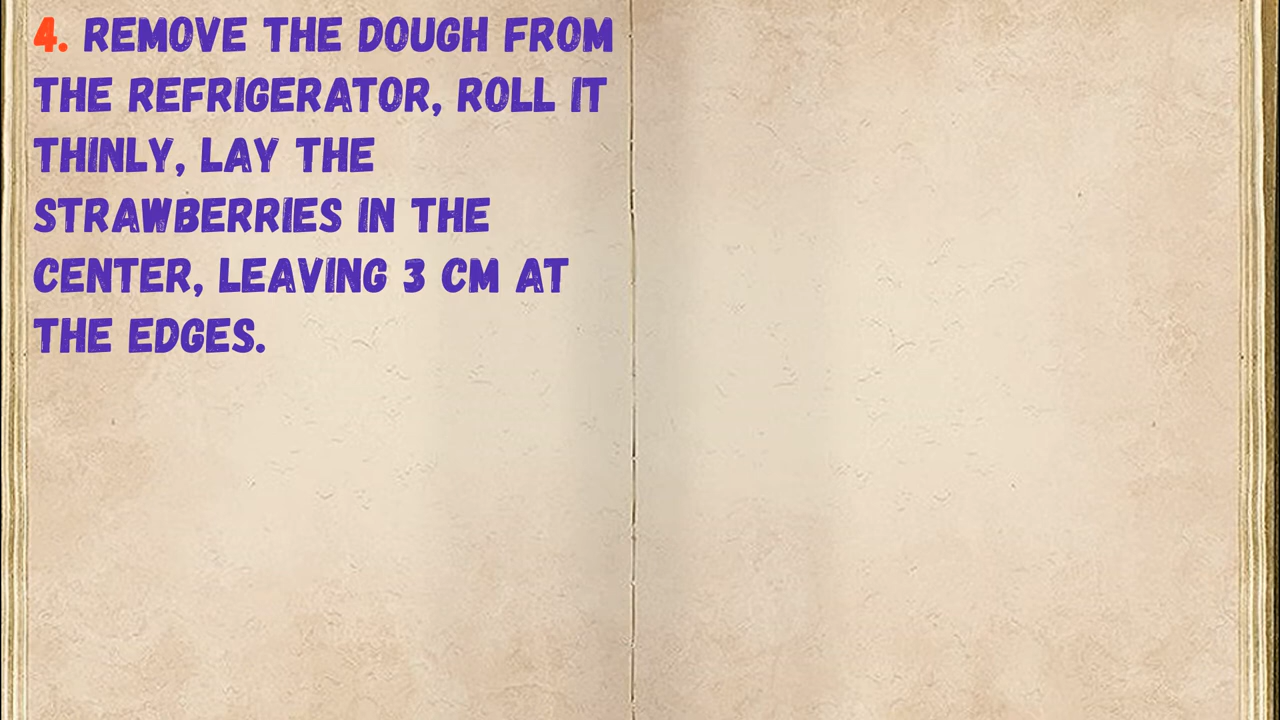 4. REMOVE THE DOUGH FROM
THE REFRIGERATOR, ROLL IT
THINLY, LAY THE
STRAWBERRIES IN THE
CENTER, LEAVING 3 CM AT
THE EDGES.